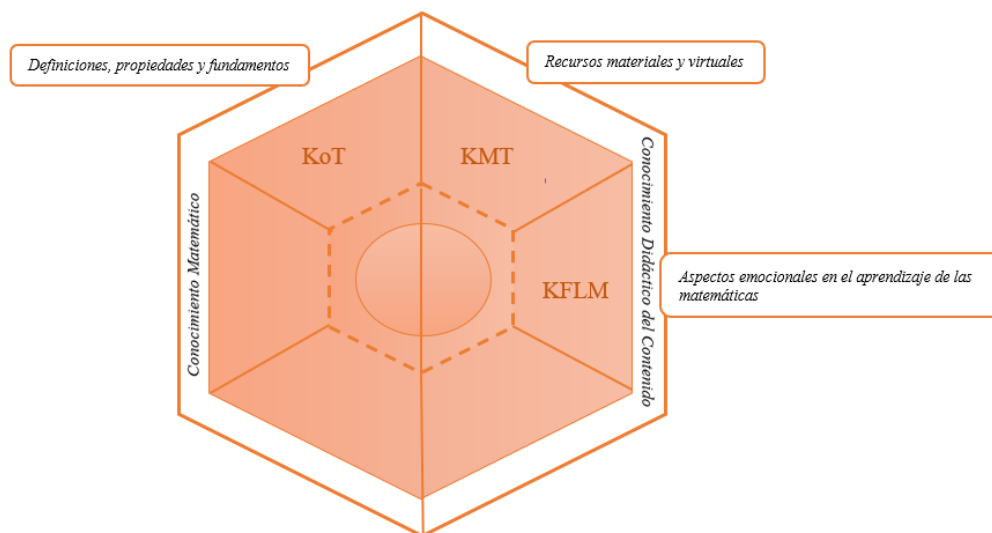 Definiciones, propiedades y fundamentos
Recursos materiales y virtuales
KoT
KMT
Conocimiento Matemático
Conocimiento Didáctico del Contenido
KFLM
Aspectos emocionales en el aprendizaje de las
matemáticas